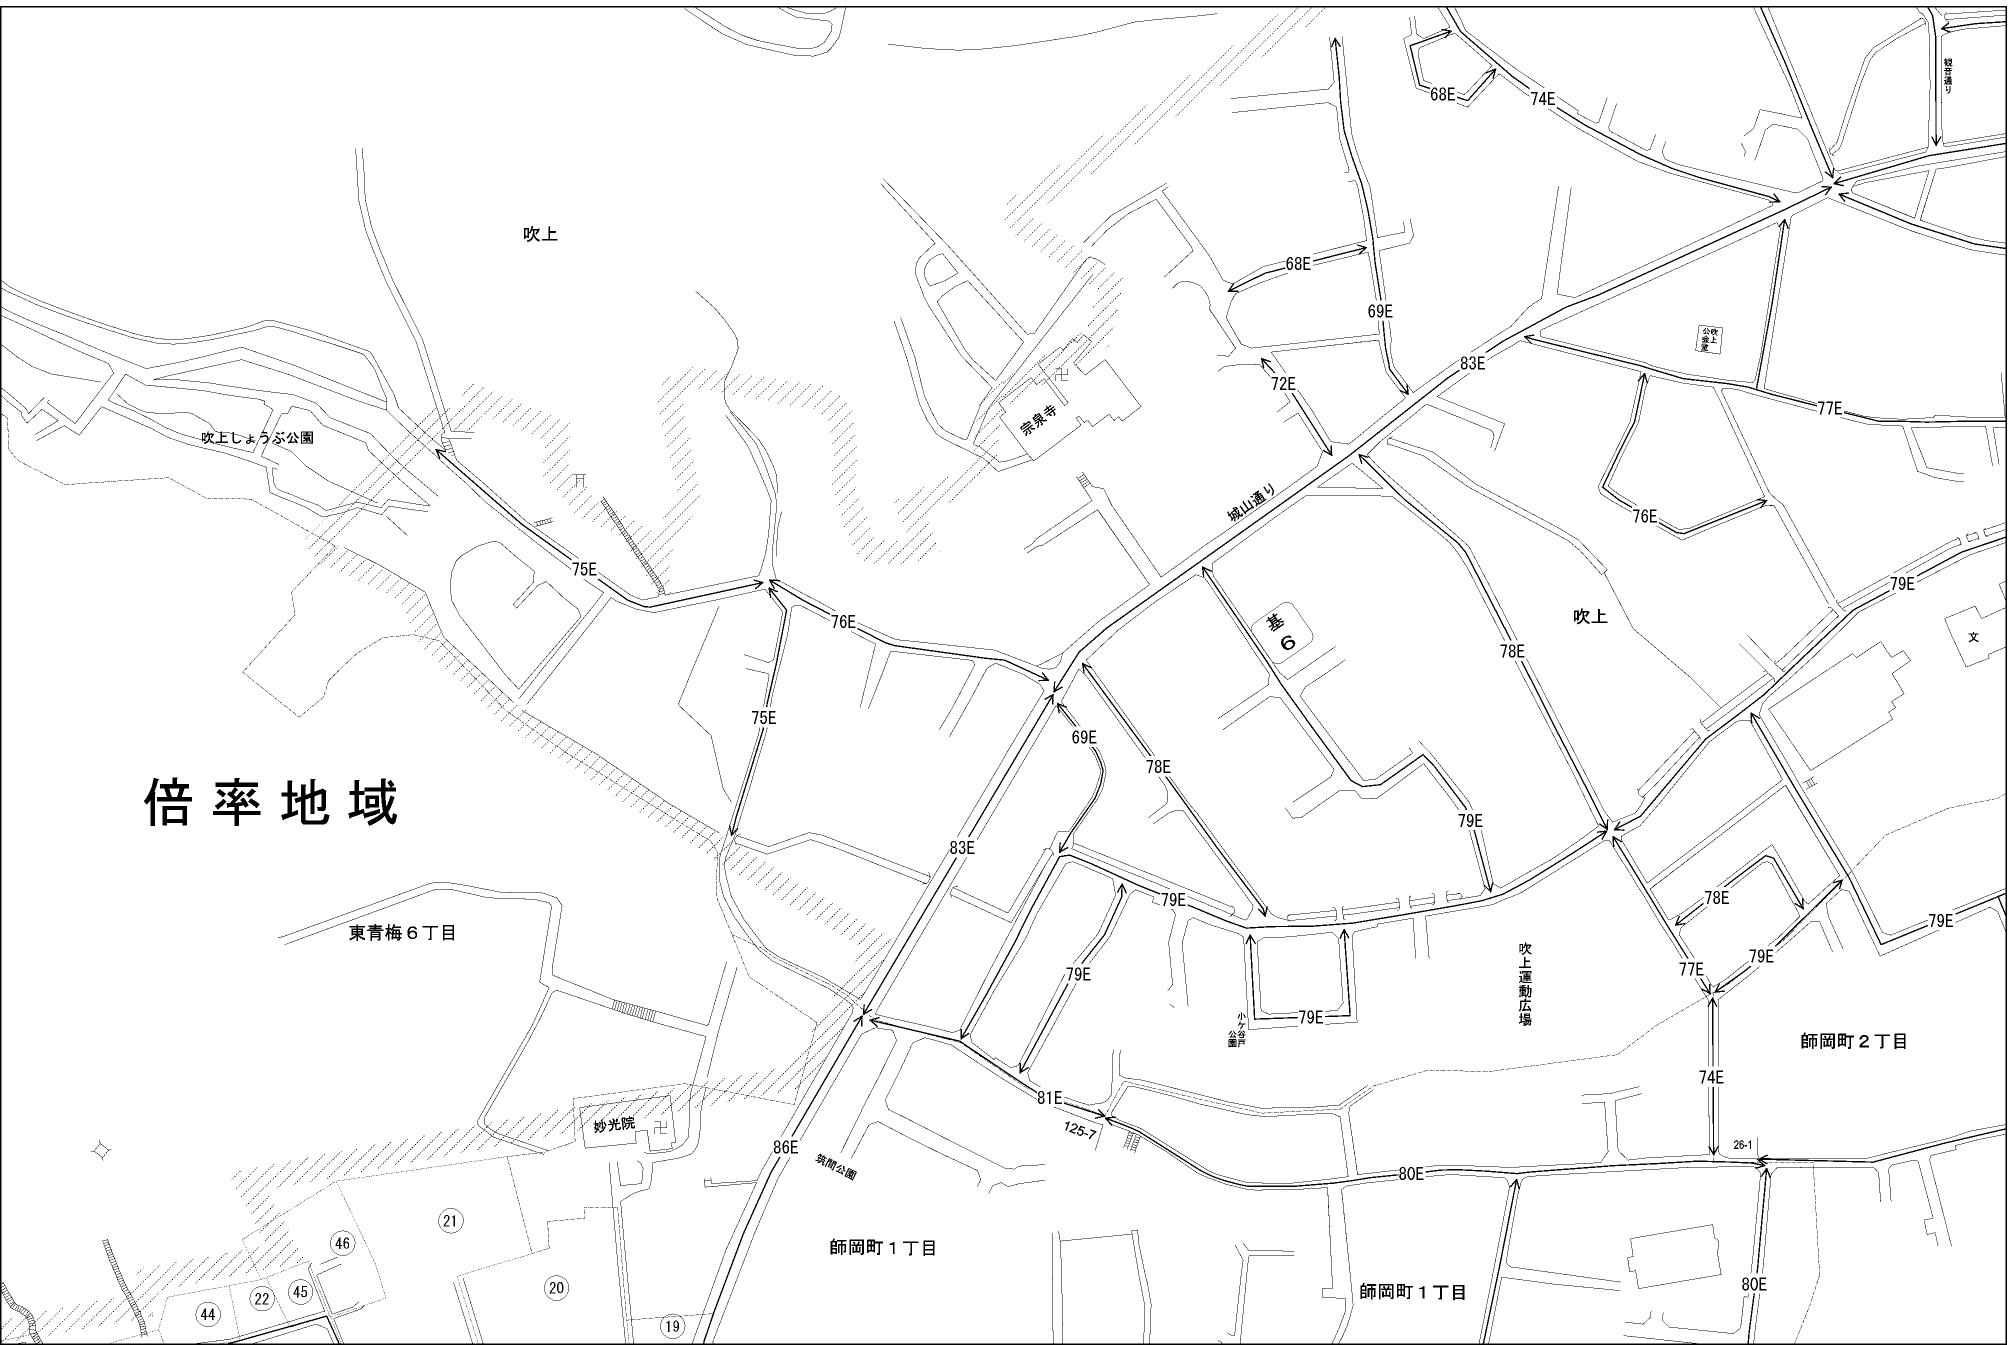 観音通り
68E
74E
吹上
68E
69E
吹上
公会堂
83E
72E
77E
吹上しょうぶ公園
卍
宗泉寺
城山通り
76E
75E
79E
76E
基
6
吹上
文
78E
75E
69E
78E
倍率地域
79E
83E
78E
79E
79E
東青梅6丁目
79E
77E
79E
吹上運動広場
79E
小ケ谷戸
公園
師岡町2丁目
74E
81E
妙光院
卍
125-7
86E
26-1
筑間公園
80E
21
46
師岡町1丁目
20
45
22
44
師岡町1丁目
80E
19